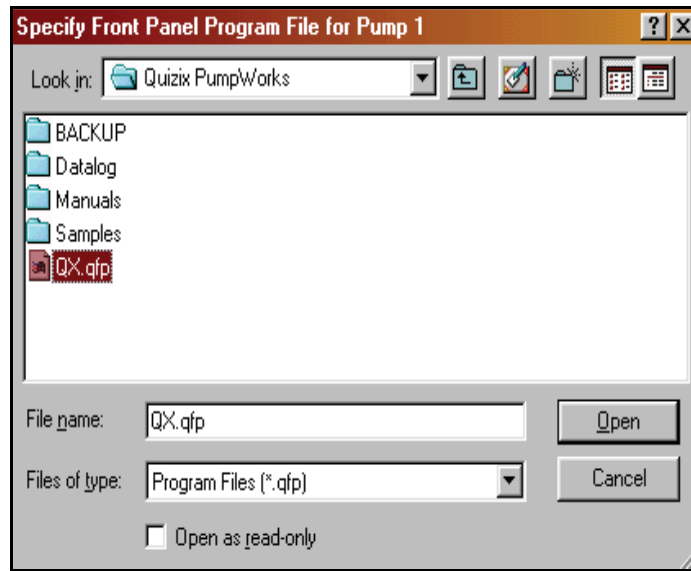 Specify Front Panel Program File for Pump 1
Look in: Quizix PumpWorks
BACKUP
Datalog
Manuals
Samples
QX.qfp
File name: QX.qfp Open
Files of type: Program Files (*.qfp) Cancel
Open as read-only